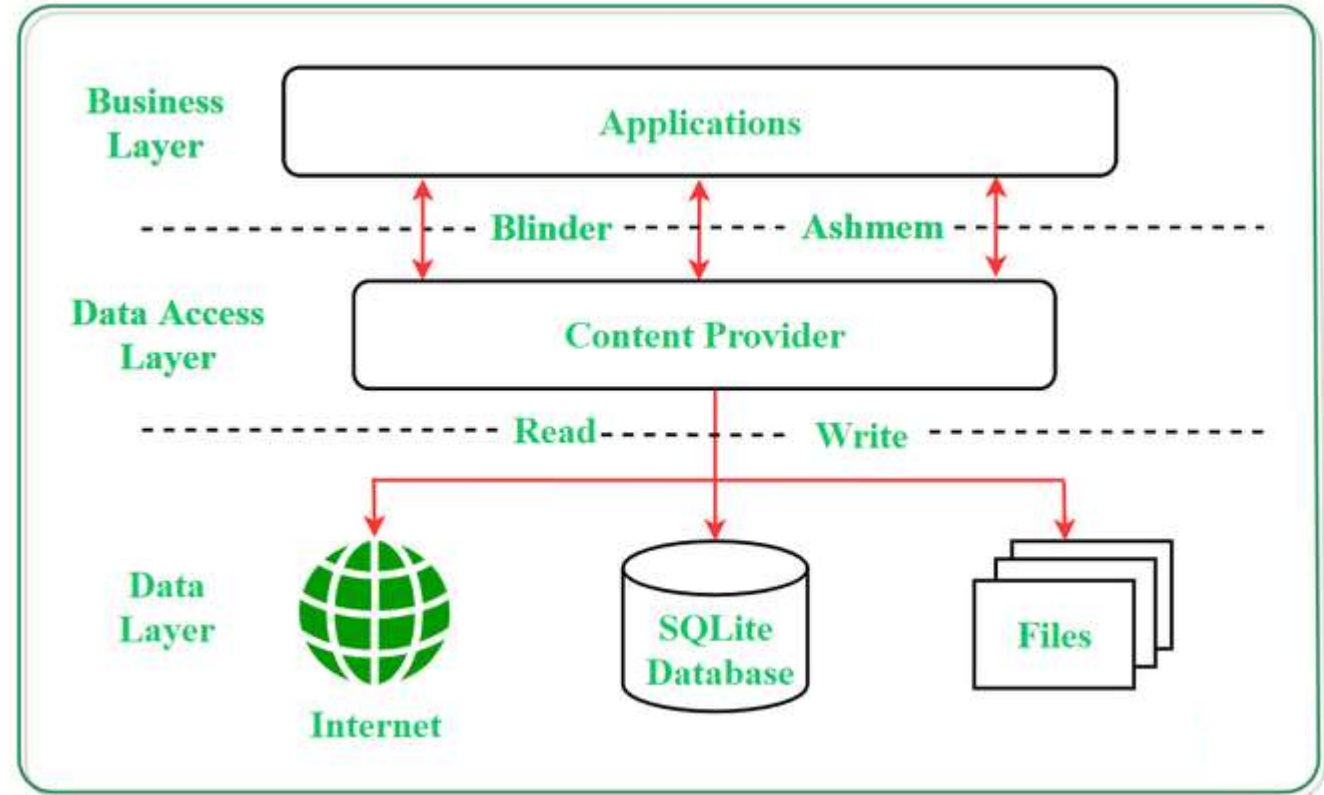 Business
Layer
Applications
Blinder
Ashmem
Data Access
Layer
Content Provider
Read
Write
Data
Layer
Internet
SQLite
Database
Files